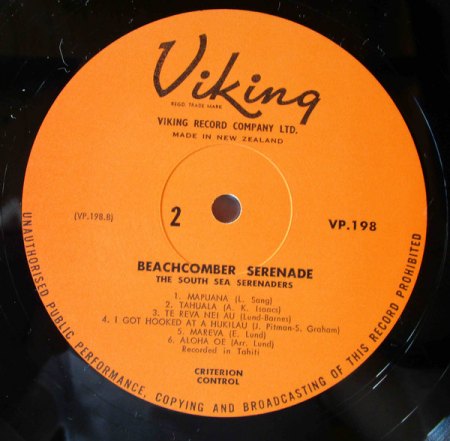 Viking
REGD. TRADE MARK
VIKING RECORD COMPANY LTD.
MADE IN NEW ZEALAND
(VP.198.B)
2
VP.198
BEACHCOMBER SERENADE
THE SOUTH SEA SERENADERS
1. MAPUANA (L. Sang)
2. TAHUALA (A. K. Isaacs)
3. TE REVA NEI AU (Lund-Barnes)
4. I GOT HOOKED AT A HUKILAU (J. Pitman-S. Graham)
5. MAREVA (E. Lund)
6. ALOHA OE (Arr. Lund)
Recorded in Tahiti
CRITERION
CONTROL
UNAUTHORISED PUBLIC PERFORMANCE, COPYING AND BROADCASTING OF THIS RECORD PROHIBITED